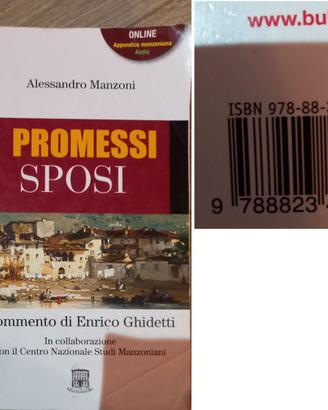 ONLINE
Appendice manzoniana
Audio
Alessandro Manzoni
PROMESSI
SPOSI
ommento di Enrico Ghidetti
In collaborazione
on il Centro Nazionale Studi Manzoniani
www.bu
ISBN 978-88-
9 788823